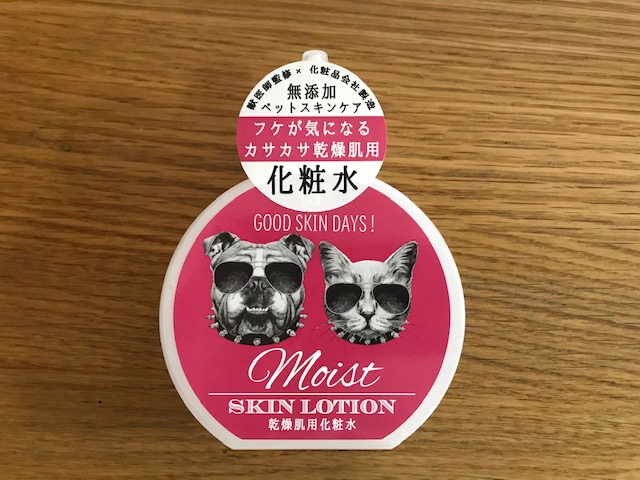 獣医師監修×化粧品会社製造
無添加
ペットスキンケア
フケが気になる
カサカサ乾燥肌用
化粧水
GOOD SKIN DAYS!
Moist
SKIN LOTION
乾燥肌用化粧水